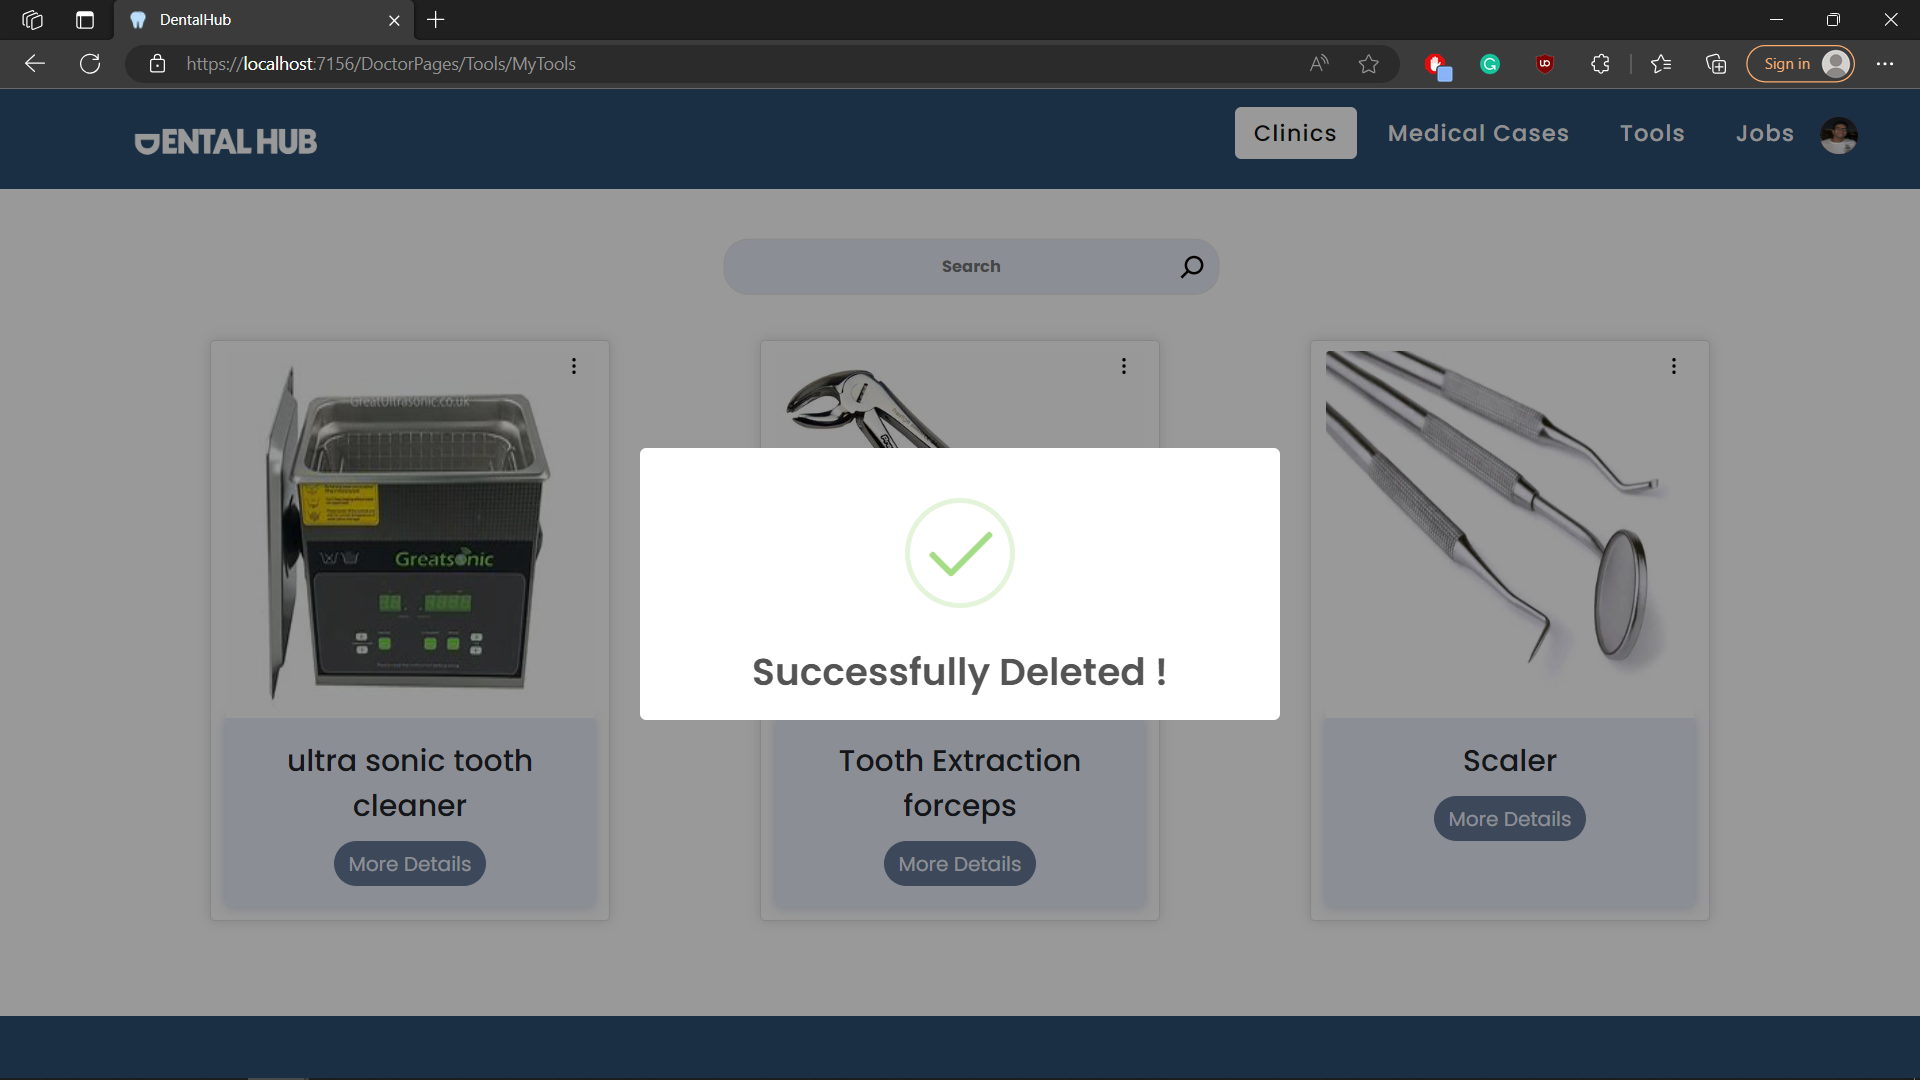 DentalHub
https://localhost:7156/DoctorPages/Tools/MyTools
Sign in
DENTAL HUB
Clinics
Medical Cases
Tools
Jobs
Search
GreatUltrasonic.co.uk
Greatsonic
Successfully Deleted !
ultra sonic tooth
cleaner
More Details
Tooth Extraction
forceps
More Details
Scaler
More Details